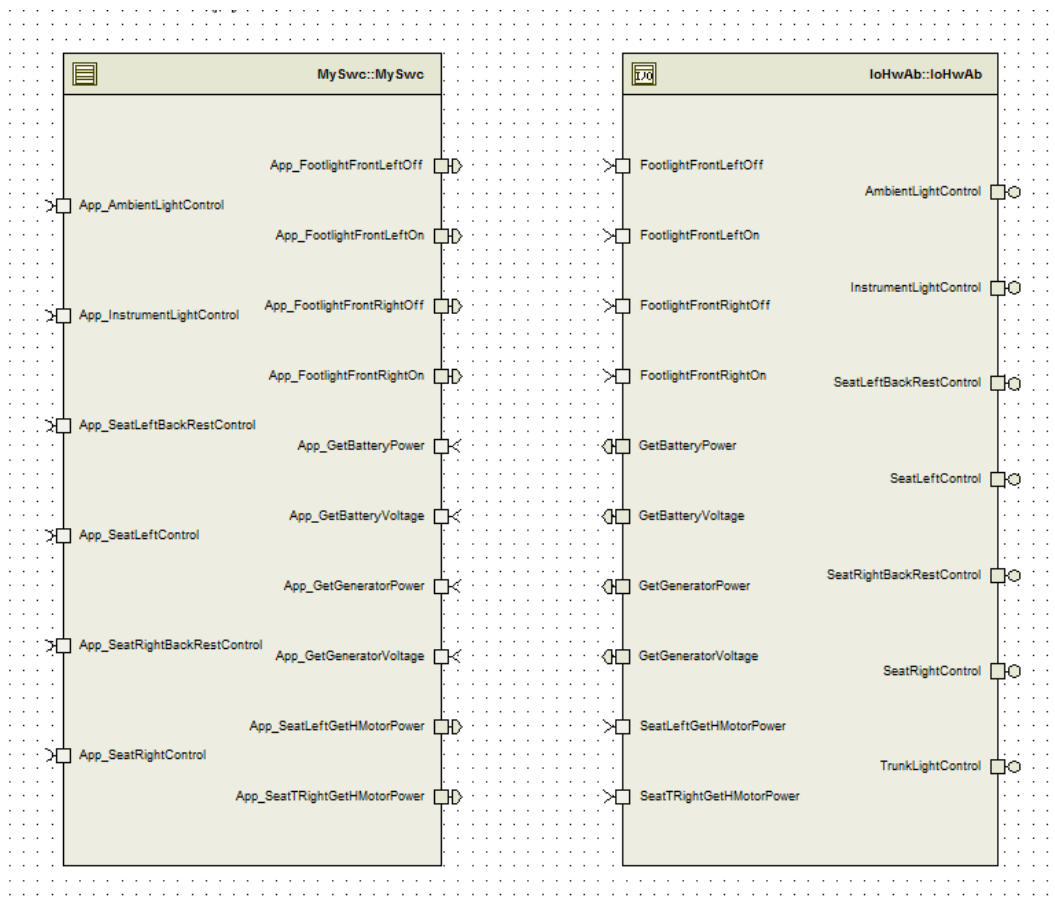 MySwc::MySwc
App_FootlightFrontLeftOff
App_AmbientLightControl
App_FootlightFrontLeftOn
App_FootlightFrontRightOff
App_InstrumentLightControl
App_FootlightFrontRightOn
App_SeatLeftBackRestControl
App_GetBatteryPower
App_GetBatteryVoltage
App_SeatLeftControl
App_GetGeneratorPower
App_SeatRightBackRestControl
App_GetGeneratorVoltage
App_SeatLeftGetHMotorPower
App_SeatRightControl
App_SeatTRightGetHMotorPower
I/O
IoHwAb::IoHwAb
FootlightFrontLeftOff
AmbientLightControl
FootlightFrontLeftOn
InstrumentLightControl
FootlightFrontRightOff
FootlightFrontRightOn
SeatLeftBackRestControl
GetBatteryPower
SeatLeftControl
GetBatteryVoltage
SeatRightBackRestControl
GetGeneratorPower
GetGeneratorVoltage
SeatRightControl
SeatLeftGetHMotorPower
TrunkLightControl
SeatTRightGetHMotorPower